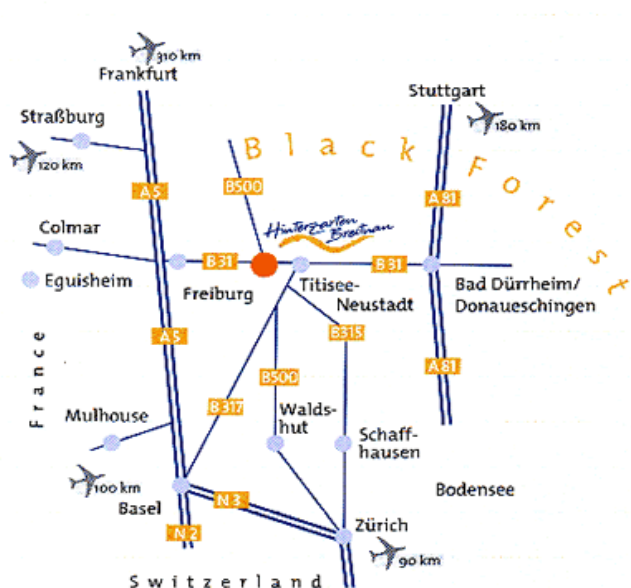 310 km
Frankfurt
Stuttgart
Straßburg
180 km
120 km
Black Forest
A5
B500
A81
Colmar
Hinterzarten
Breitnau
B31
B31
Eguisheim
Freiburg
Titisee-
Neustadt
Bad Dürrheim/
Donaueschingen
A5
B315
A81
France
B500
B317
Mulhouse
Walds-
hut
Schaff-
hausen
100 km
Basel
N3
Bodensee
N2
Zürich
90 km
Switzerland